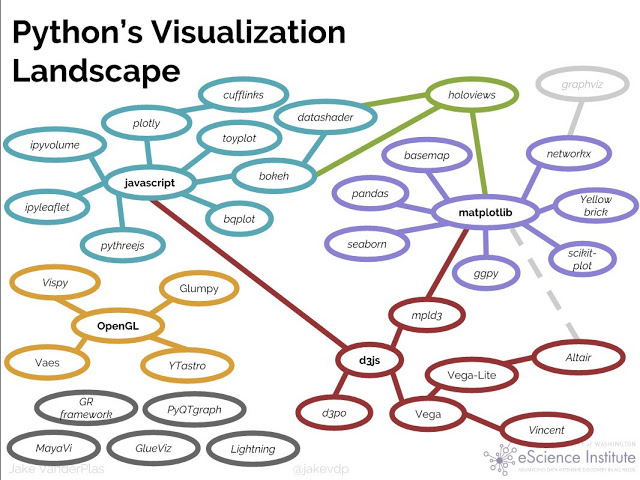 Python's Visualization
Landscape
cufflinks
holoviews
graphviz
plotly
datashader
toyplot
ipyvolume
basemap
networkx
javascript
bokeh
pandas
matplotlib
Yellow
brick
ipyleaflet
bqplot
seaborn
pythreejs
ggpy
scikit-
plot
Vispy
Glumpy
OpenGL
mpld3
Vaes
YTastro
d3js
Altair
Vega-Lite
GR
framework
PyQTgraph
d3po
Vega
Vincent
MayaVi
GlueViz
Lightning
Jake VanderPlas
@jakevdp
WASHINGTON
eScience Institute